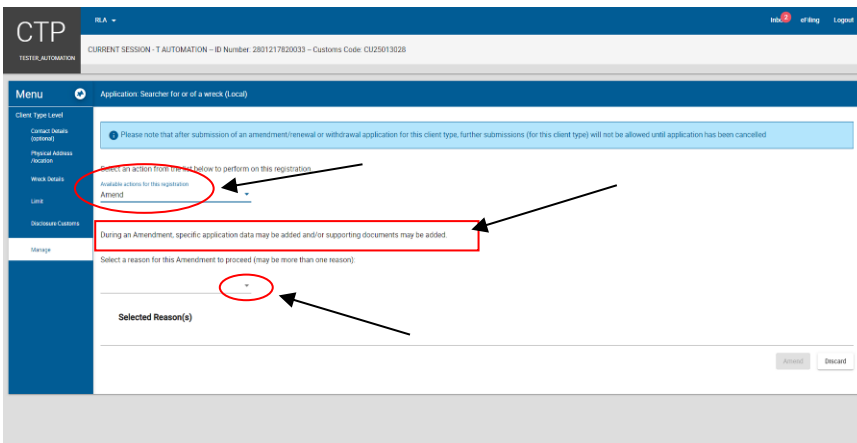 CTP
TESTER_AUTOMATION
RLA
2
eFiling
Logout
CURRENT SESSION - T AUTOMATION – ID Number: 2801217820033 – Customs Code: CU25013028
Menu
Application: Searcher for or of a wreck (Local)
Client Type Level
Contact Details
(optional)
Physical Address
/location
Wreck Details
Limit
Disclosure Customs
Manage
Please note that after submission of an amendment/renewal or withdrawal application for this client type, further submissions (for this client type) will not be allowed until application has been cancelled
Select an action from the list below to perform on this registration
Available actions for this registration
Amend
During an Amendment, specific application data may be added and/or supporting documents may be added.
Select a reason for this Amendment to proceed (may be more than one reason):
Selected Reason(s)
Amend
Discard